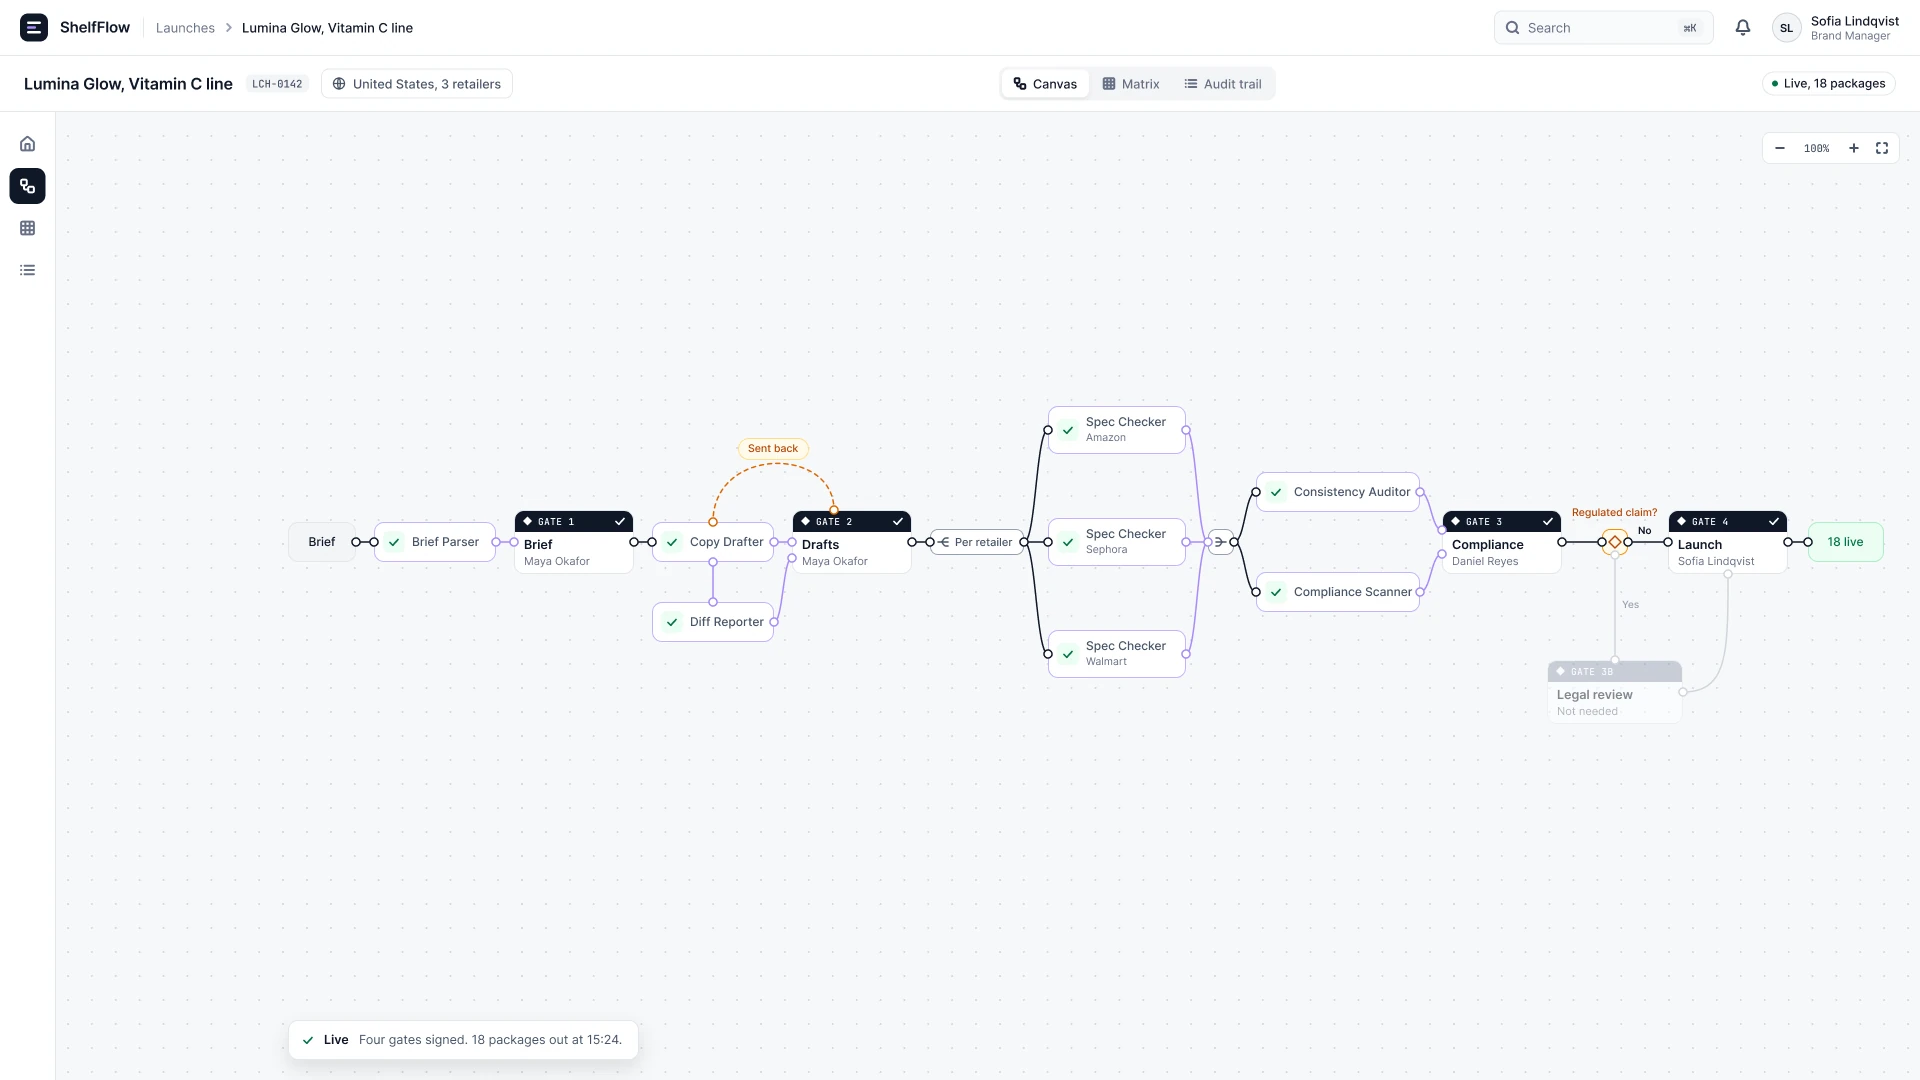 ShelfFlow
Launches
Lumina Glow, Vitamin C line
Search
⌘K
SL
Sofia Lindqvist
Brand Manager
Lumina Glow, Vitamin C line
LCH-0142
United States, 3 retailers
Canvas
Matrix
Audit trail
Live, 18 packages
100%
Sent back
Brief
Brief Parser
GATE 1
Brief
Maya Okafor
Copy Drafter
Diff Reporter
GATE 2
Drafts
Maya Okafor
Per retailer
Spec Checker
Amazon
Spec Checker
Sephora
Spec Checker
Walmart
Consistency Auditor
Compliance Scanner
GATE 3
Compliance
Daniel Reyes
Regulated claim?
No
Yes
GATE 3B
Legal review
Not needed
GATE 4
Launch
Sofia Lindqvist
18 live
Live Four gates signed. 18 packages out at 15:24.